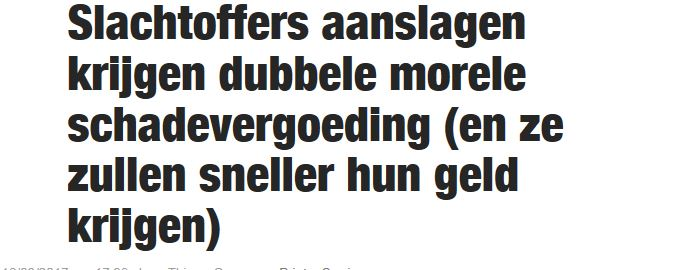 Slachtoffers aanslagen
krijgen dubbele morele
schadevergoeding (en ze
zullen sneller hun geld
krijgen)